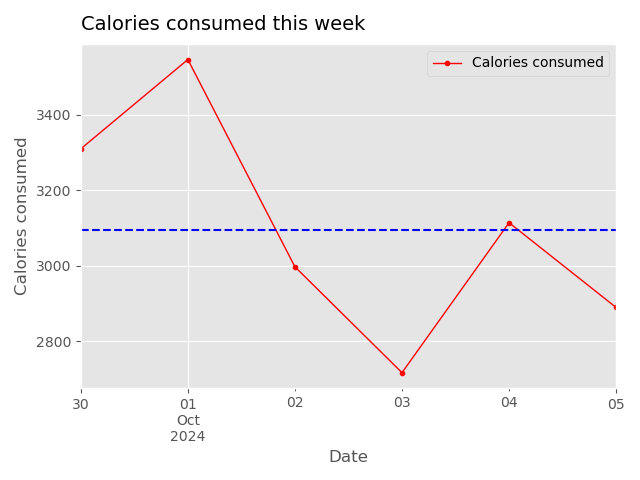 Calories consumed this week
Calories consumed
3400
3200
3000
2800
Calories consumed
30
01
Oct
2024
02
03
04
05
Date